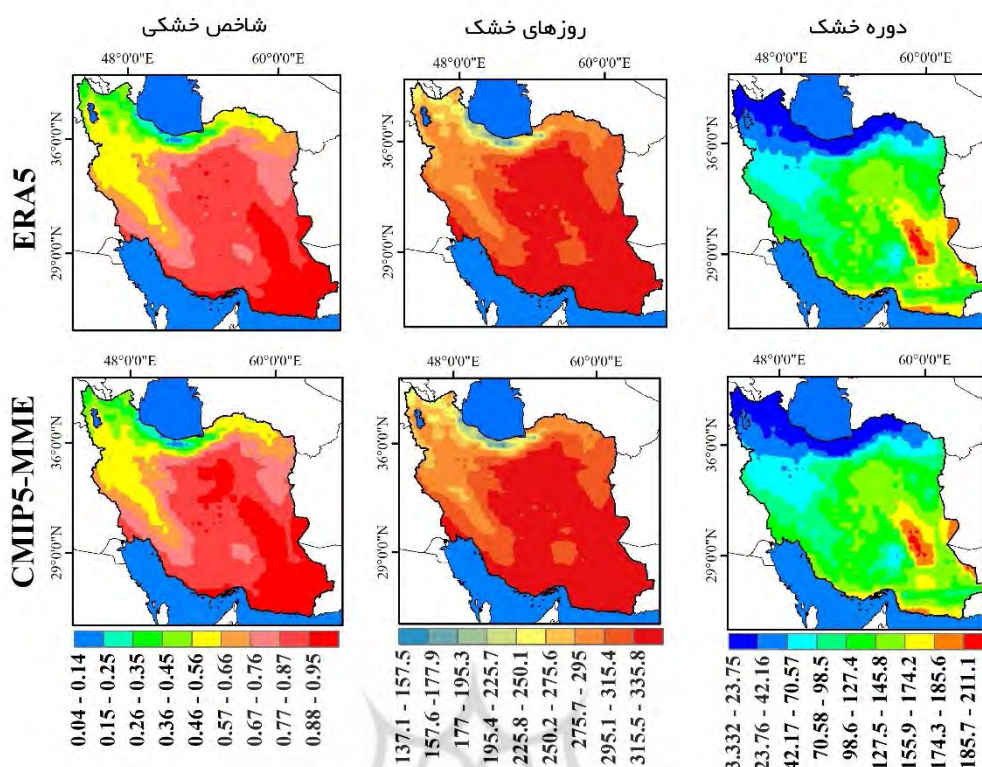 شاخص خشکی
روزهای خشک
دوره خشک
48°0'0"E 60°0'0"E
48°0'0"E 60°0'0"E
48°0'0"E 60°0'0"E
ERA5
36°0'0"N
29°0'0"N
36°0'0"N
29°0'0"N
36°0'0"N
29°0'0"N
48°0'0"E 60°0'0"E
48°0'0"E 60°0'0"E
48°0'0"E 60°0'0"E
CMIP5-MME
36°0'0"N
29°0'0"N
36°0'0"N
29°0'0"N
36°0'0"N
29°0'0"N
0.04 - 0.14
0.15 - 0.25
0.26 - 0.35
0.36 - 0.45
0.46 - 0.56
0.57 - 0.66
0.67 - 0.76
0.77 - 0.87
0.88 - 0.95
137.1 - 157.5
157.6 - 177.9
177 - 195.3
195.4 - 225.7
225.8 - 250.1
250.2 - 275.6
275.7 - 295
295.1 - 315.4
315.5 - 335.8
3.332 - 23.75
23.76 - 42.16
42.17 - 70.57
70.58 - 98.5
98.6 - 127.4
127.5 - 145.8
155.9 - 174.2
174.3 - 185.6
185.7 - 211.1